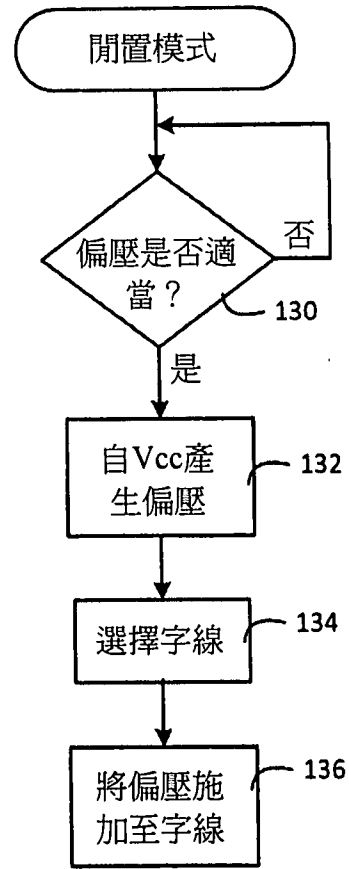 閒置模式
否
偏壓是否適
當？
130
是
自Vcc產
生偏壓
132
選擇字線
134
將偏壓施
加至字線
136